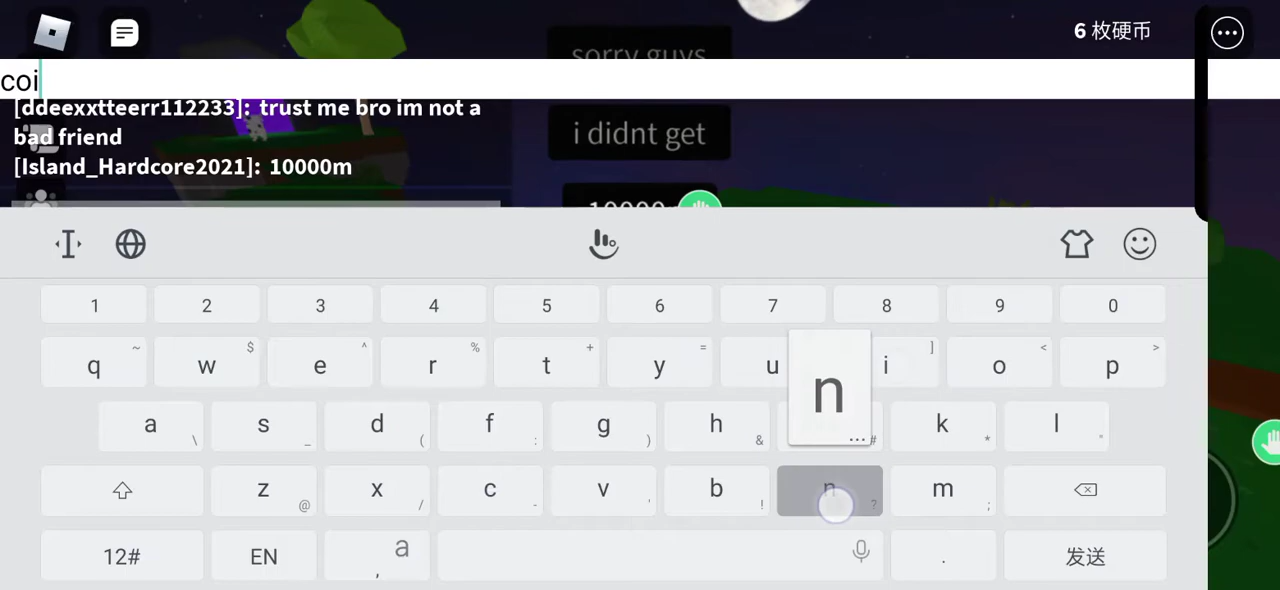 sorry guys
6 枚硬币
coi
[ddeexxtteerr112233]: trust me bro im not a
bad friend
[Island_Hardcore2021]: 10000m
i didnt get
1 2 3 4 5 6 7 8 9 0
q ~ w $ e ^ r % t + y = u i ] o < p >
n
a \ s _ d ( f : g ) h & … # k * l "
z @ x / c - v ' b ! n ? m ;
12# EN , a . 发送